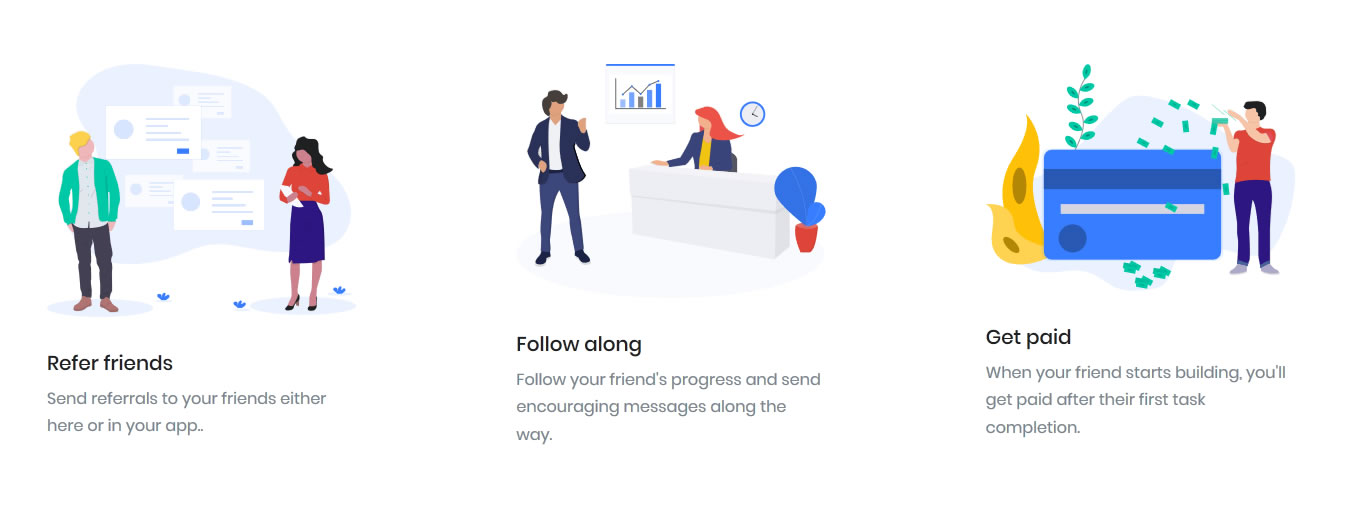 Refer friends
Send referrals to your friends either
here or in your app..
Follow along
Follow your friend's progress and send
encouraging messages along the
way.
Get paid
When your friend starts building, you'll
get paid after their first task
completion.